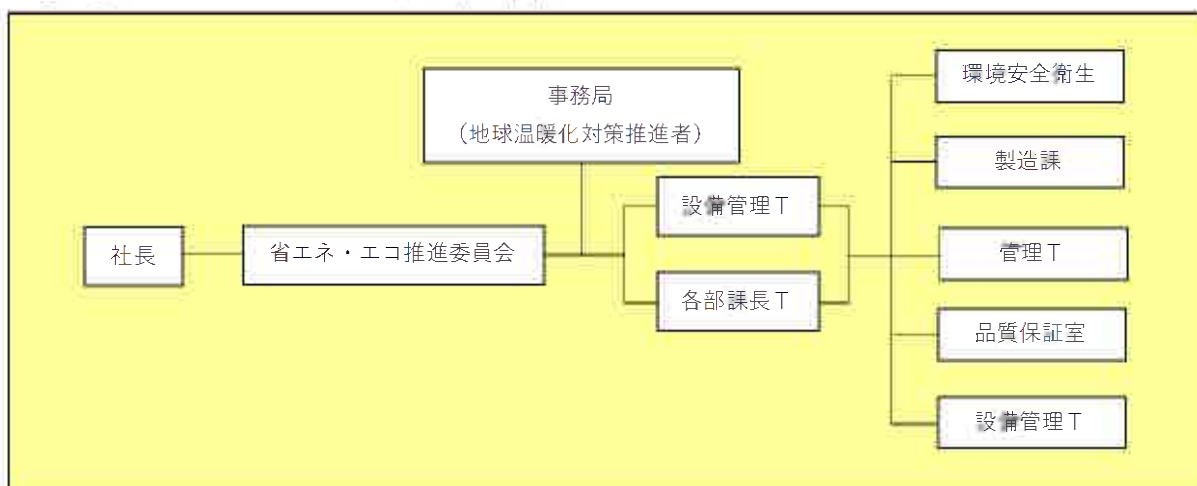 事務局
（地球温暖化対策推進者）
社長
省エネ・エコ推進委員会
設備管理T
各部課長T
環境安全衛生
製造課
管理T
品質保証室
設備管理T